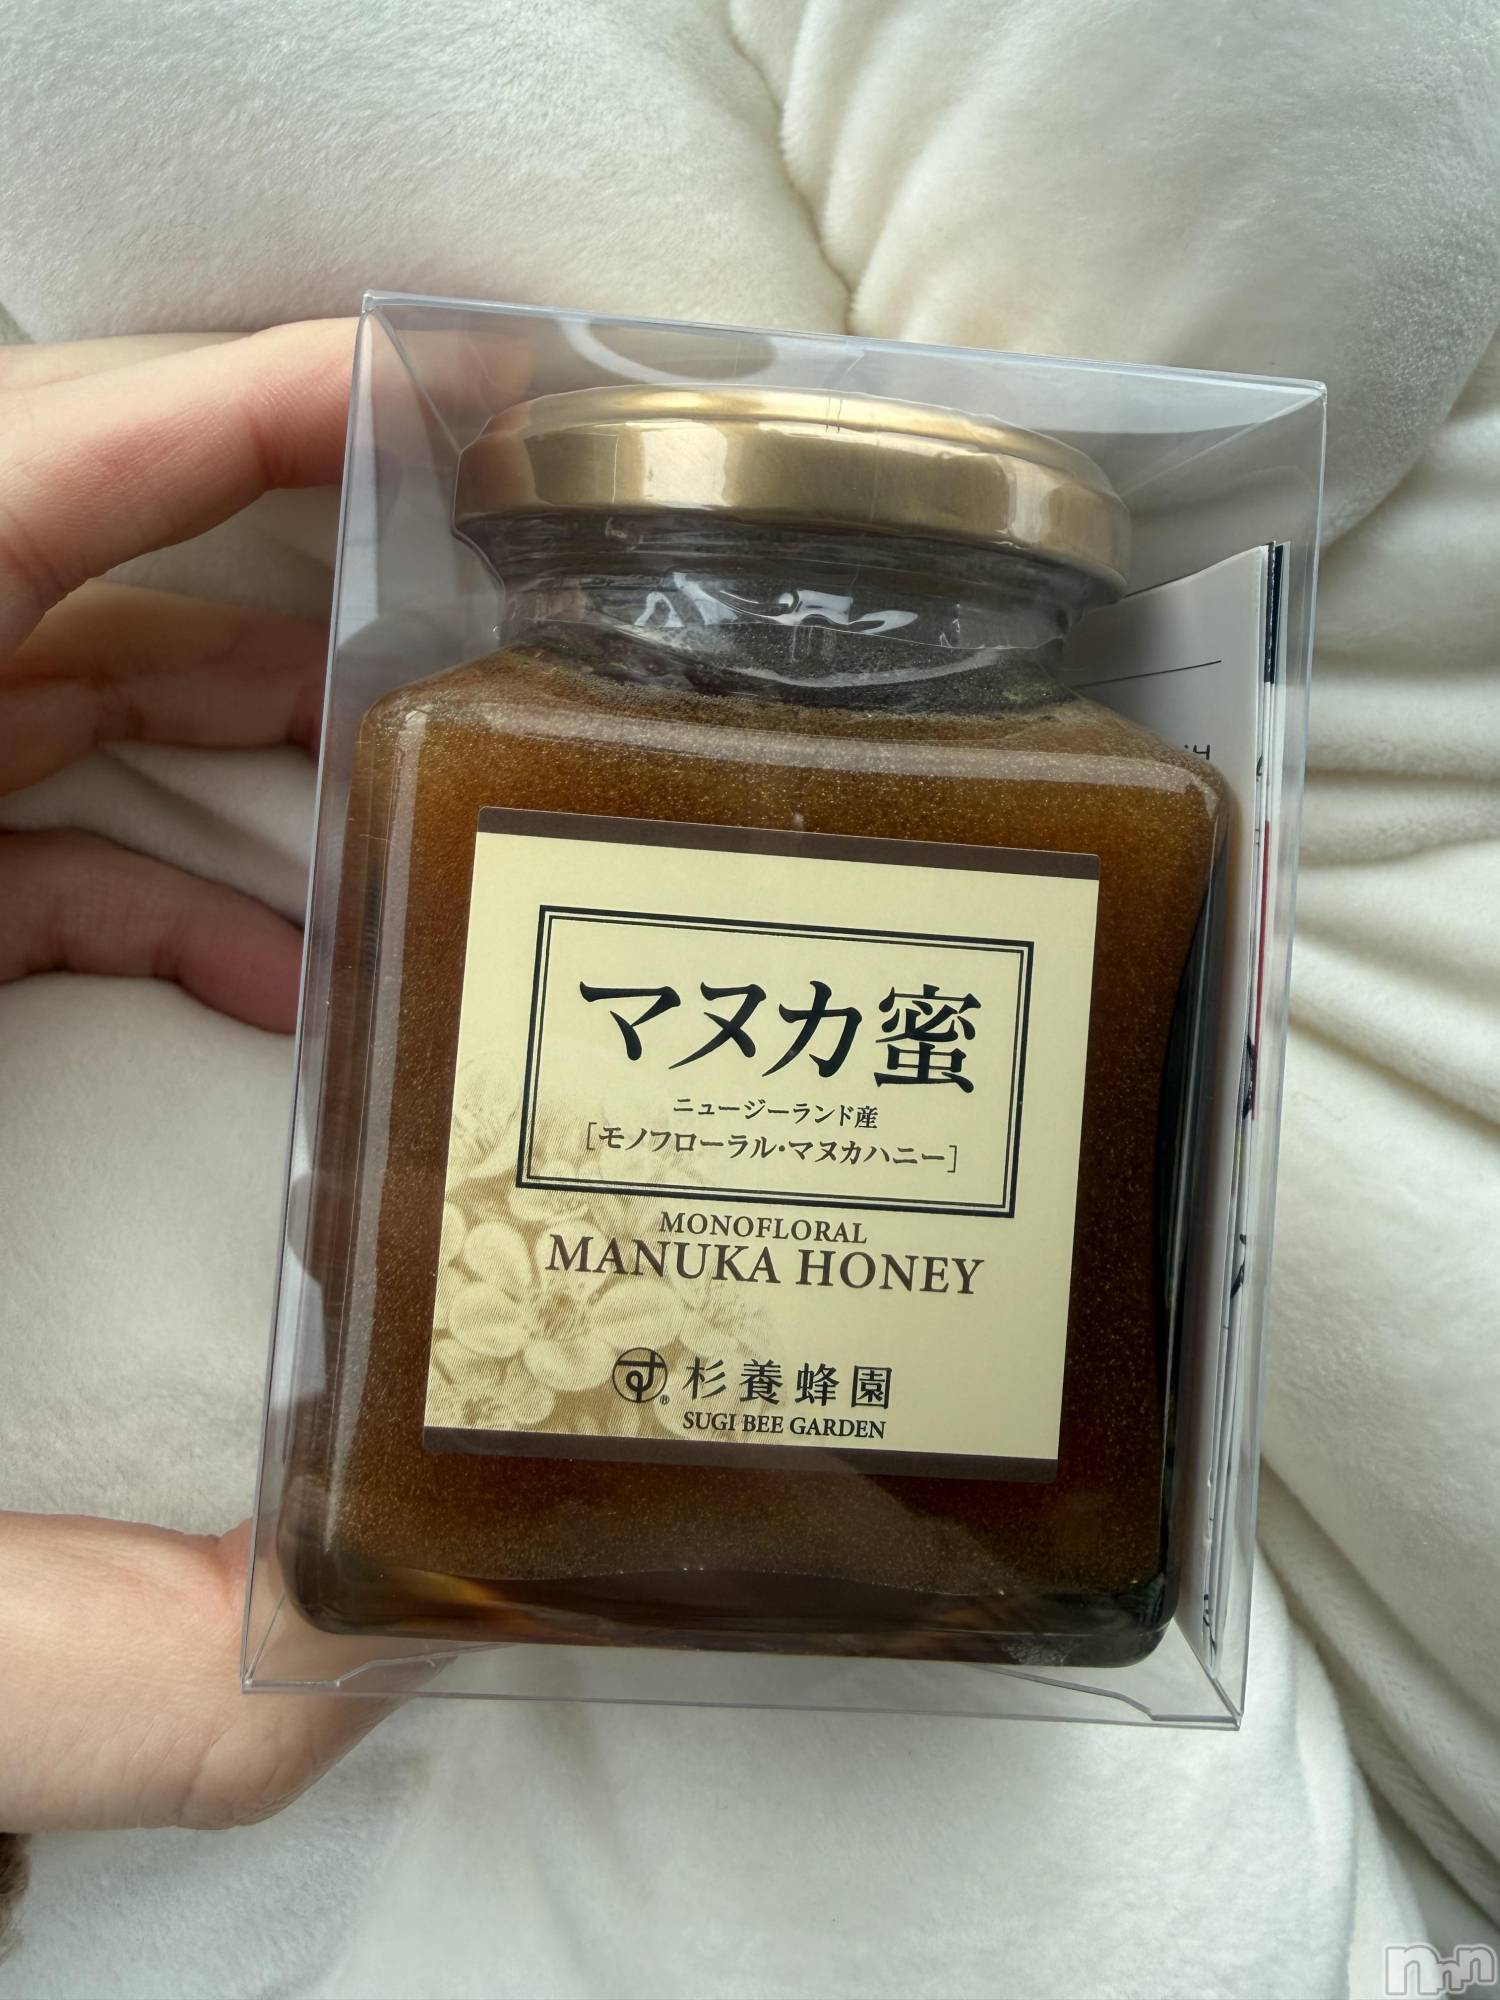 マヌカ蜜
ニュージーランド産
［モノフローラル・マヌカハニー］
MONOFLORAL
MANUKA HONEY
®杉養蜂園
SUGI BEE GARDEN
nnn